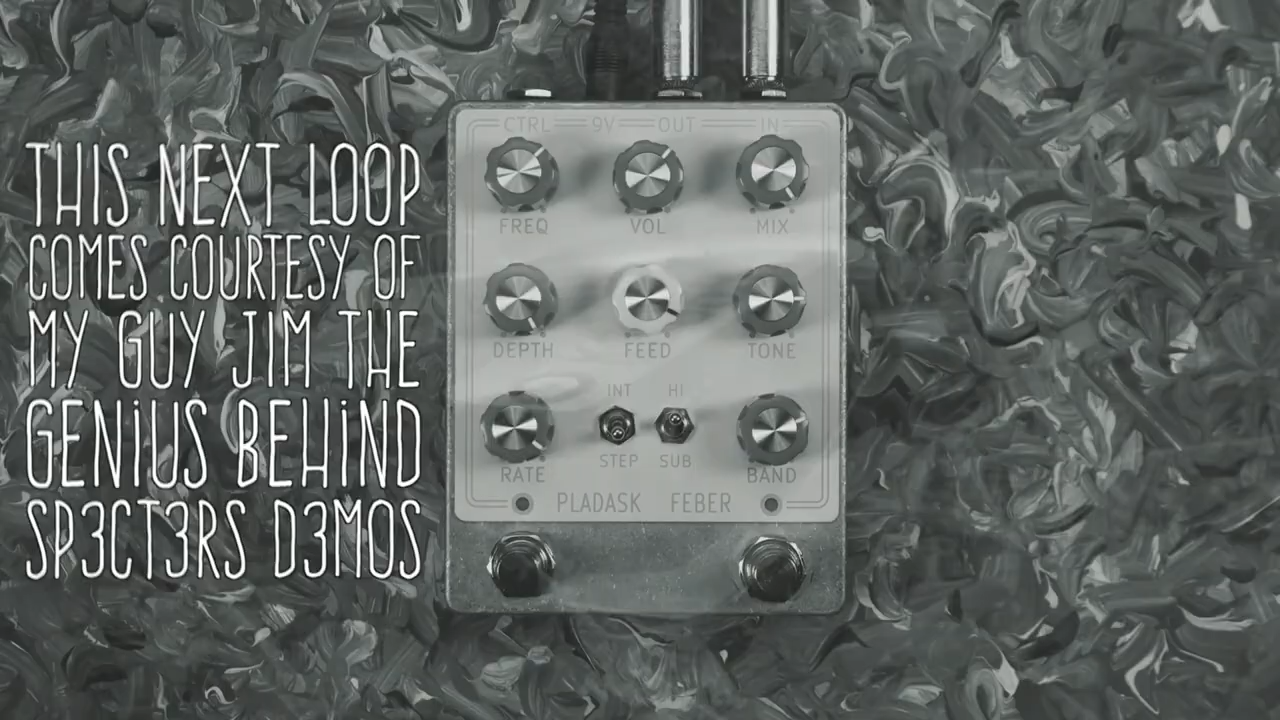 THIS NEXT LOOP
COMES COURTESY OF
MY GUY JIM THE
GENIUS BEHIND
SP3CT3RS D3MOS
CTRL 9V OUT IN
FREQ VOL MIX
DEPTH FEED TONE
INT HI
STEP SUB
RATE BAND
PLADASK FEBER